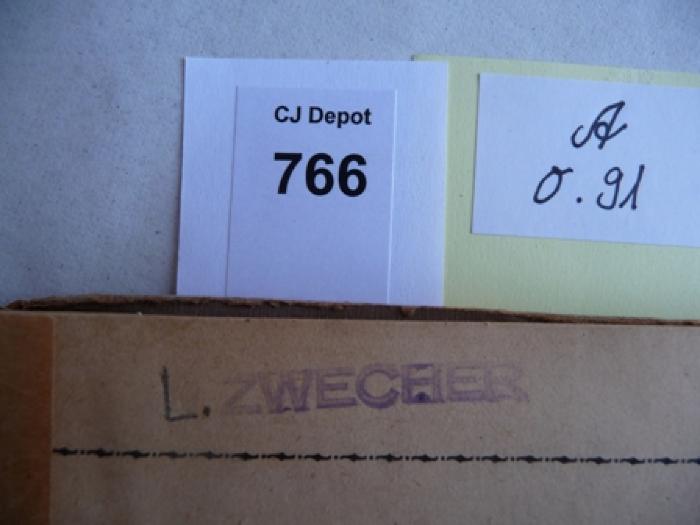 CJ Depot
766
A
0.91
L. ZWECHER